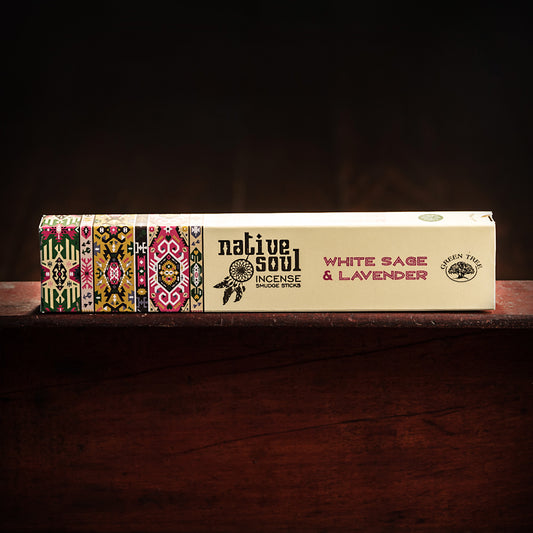 native
soul
INCENSE
SMUDGE STICKS
WHITE SAGE
& LAVENDER
GREEN TREE